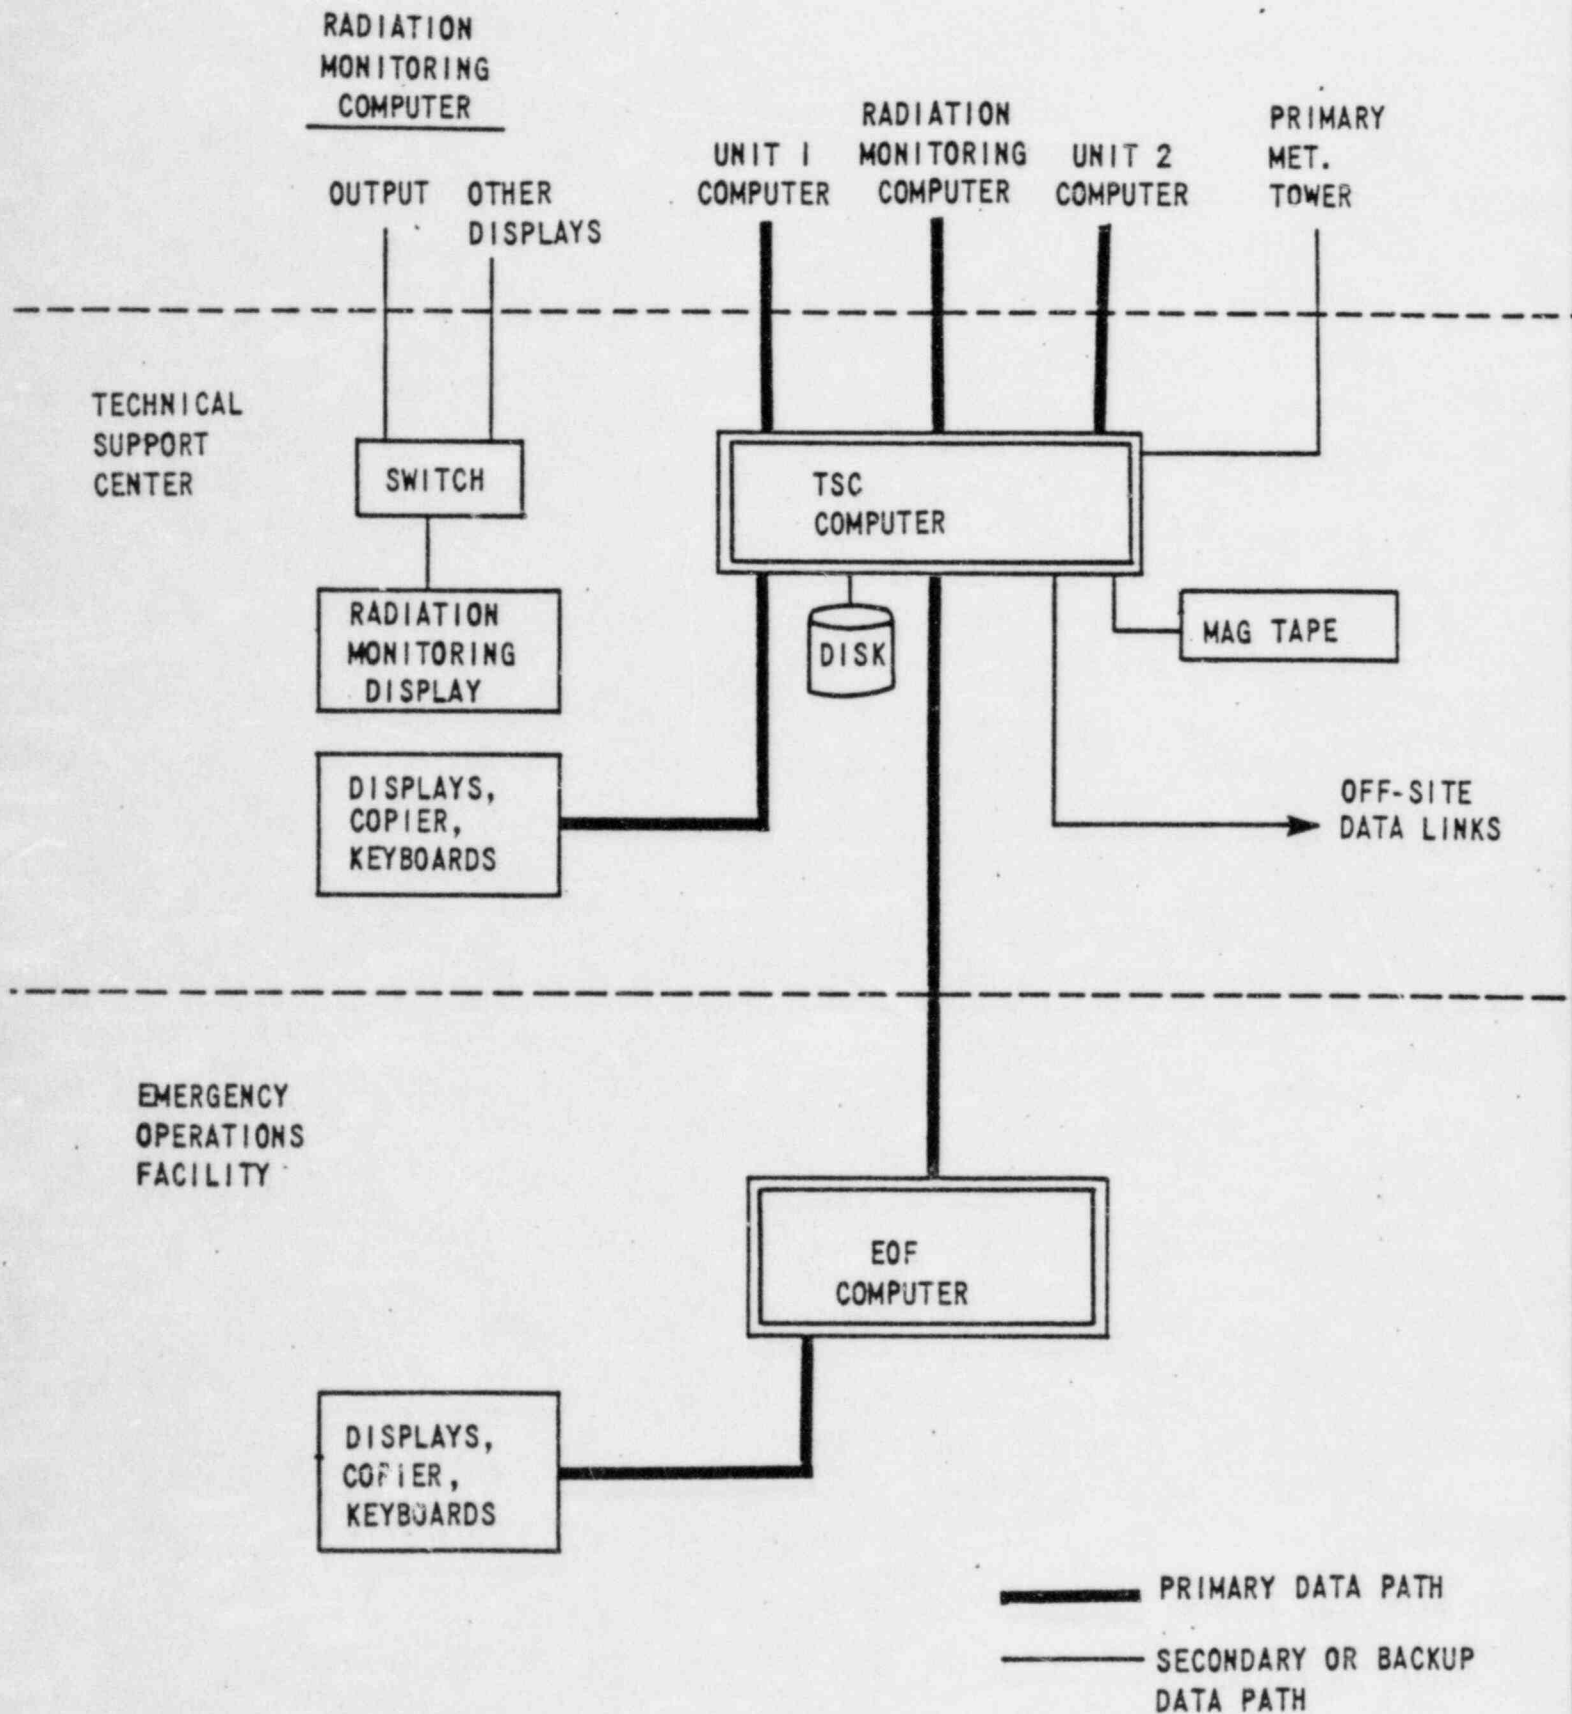 RADIATION
MONITORING
COMPUTER
OUTPUT
OTHER
DISPLAYS
UNIT 1
COMPUTER
RADIATION
MONITORING
COMPUTER
UNIT 2
COMPUTER
PRIMARY
MET.
TOWER
TECHNICAL
SUPPORT
CENTER
SWITCH
TSC
COMPUTER
RADIATION
MONITORING
DISPLAY
DISK
MAG TAPE
DISPLAYS,
COPIER,
KEYBOARDS
OFF-SITE
DATA LINKS
EMERGENCY
OPERATIONS
FACILITY
EOF
COMPUTER
DISPLAYS,
COPIER,
KEYBOARDS
PRIMARY DATA PATH
SECONDARY OR BACKUP
DATA PATH